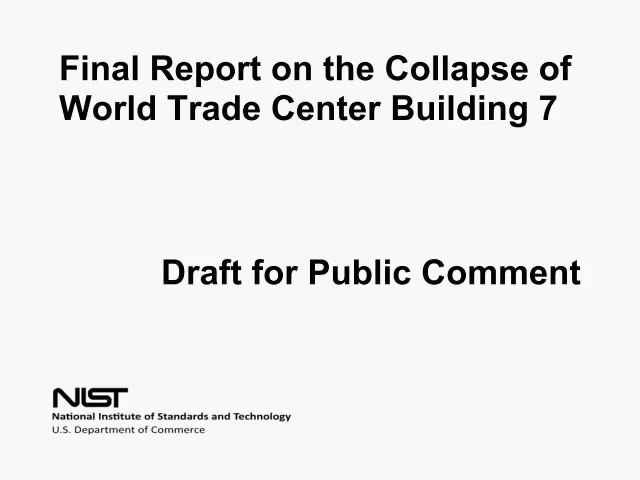 Final Report on the Collapse of
World Trade Center Building 7
Draft for Public Comment
NIST
National Institute of Standards and Technology
U.S. Department of Commerce